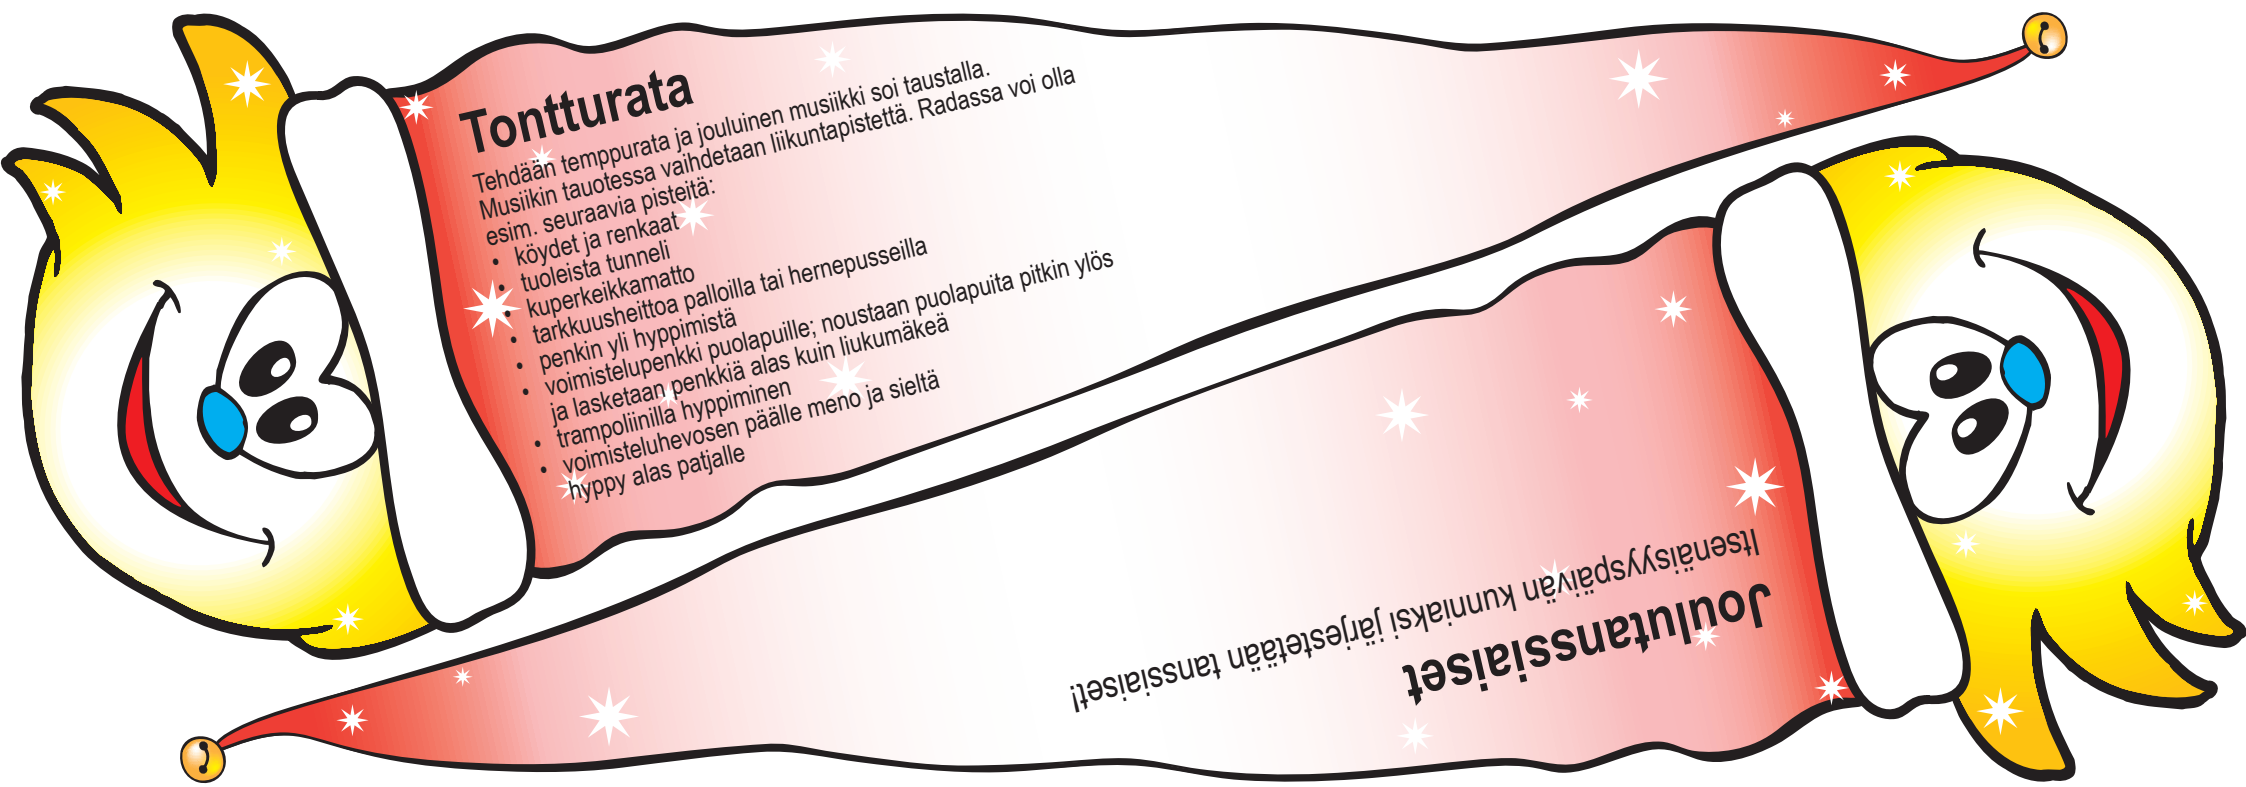 Tontturata
Tehdään temppurata ja jouluinen musiikki soi taustalla.
Musiikin tauotessa vaihdetaan liikuntapistettä. Radassa voi olla
esim. seuraavia pisteitä:
• köydet ja renkaat
• tuoleista tunneli
• kuperkeikkamatto
• tarkkuusheittoa palloilla tai hernepusseilla
• penkin yli hyppimistä
• voimistelupenkki puolapuille; noustaan puolapuita pitkin ylös
ja lasketaan penkkiä alas kuin liukumäkeä
• trampoliinilla hyppiminen
• voimisteluhevosen päälle meno ja sieltä
hyppy alas patjalle
Joulutanssiaiset
Itsenäisyyspäivän kunniaksi järjestetään tanssiaiset!